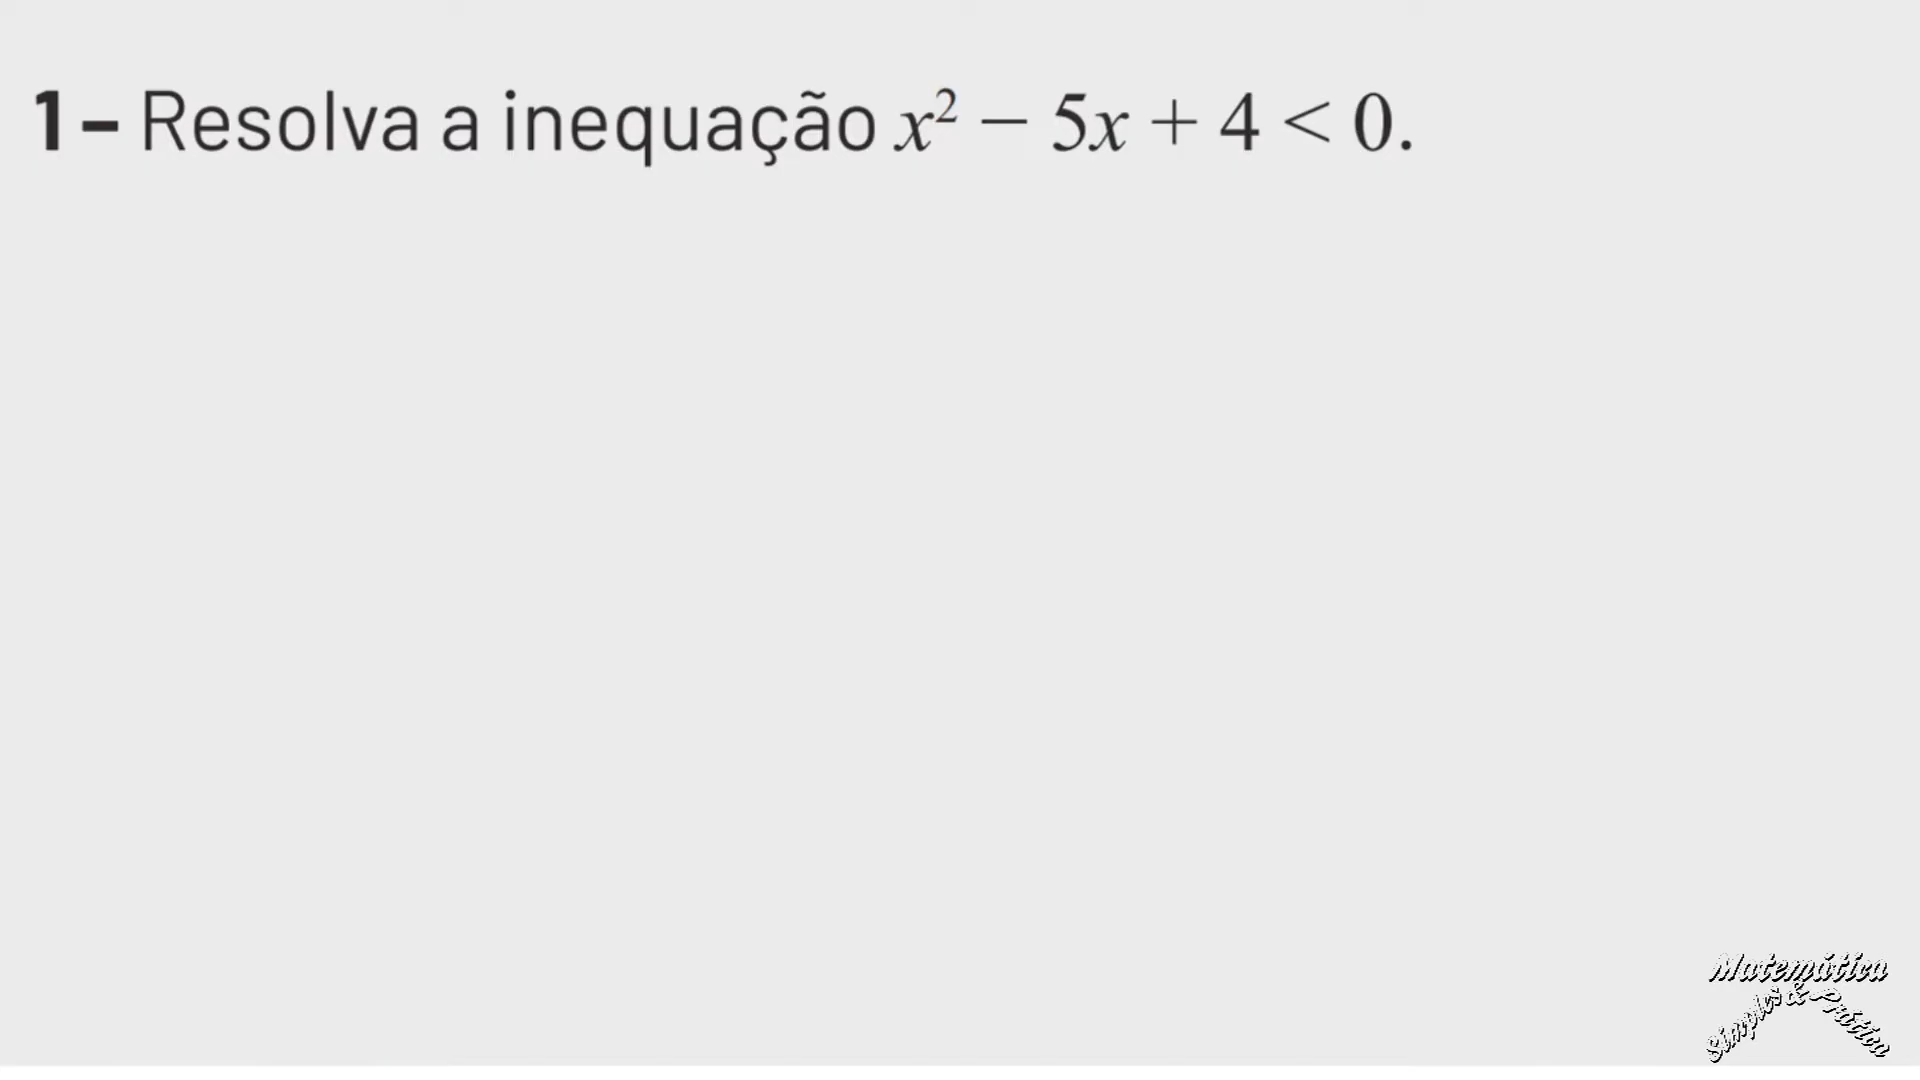 1 - Resolva a inequação x² − 5x + 4 < 0.
Matemática
Simples & Prática